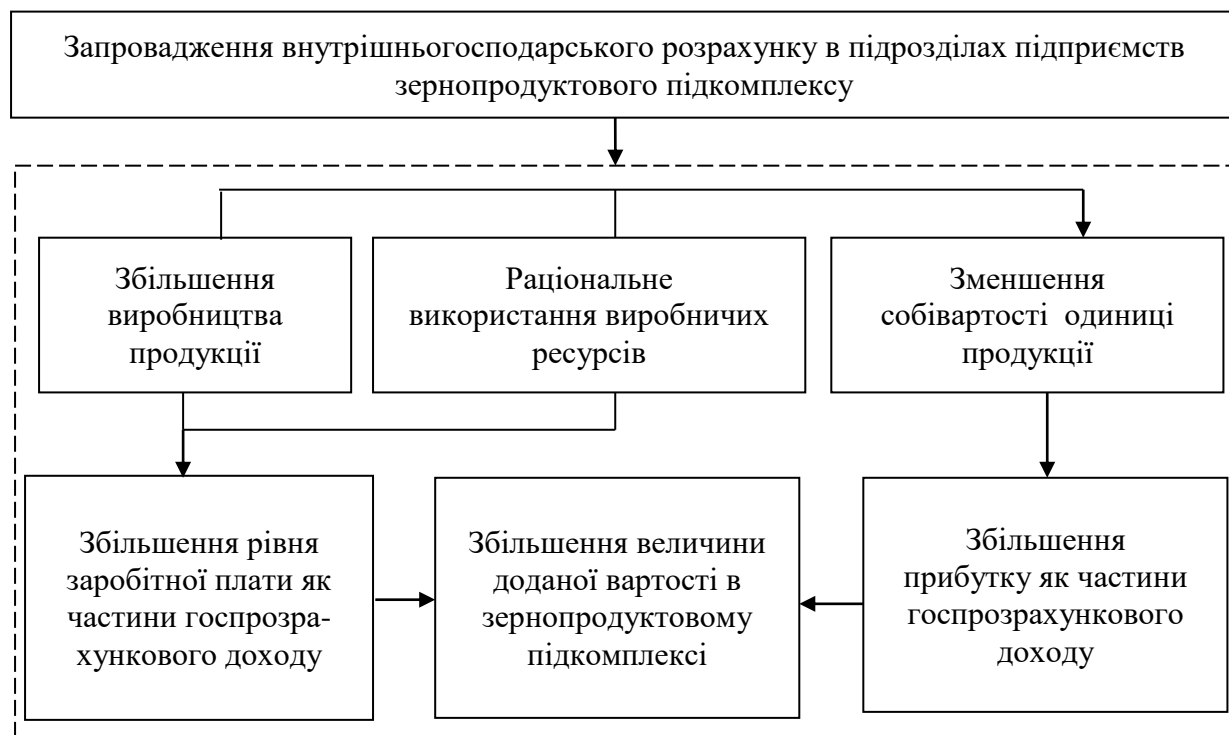 Запровадження внутрішньогосподарського розрахунку в підрозділах підприємств
зернопродуктового підкомплексу
Збільшення
виробництва
продукції
Раціональне
використання виробничих
ресурсів
Зменшення
собівартості одиниці
продукції
Збільшення рівня
заробітної плати як
частини госпрозра-
хункового доходу
Збільшення величини
доданої вартості в
зернопродуктовому
підкомплексі
Збільшення
прибутку як частини
госпрозрахункового
доходу